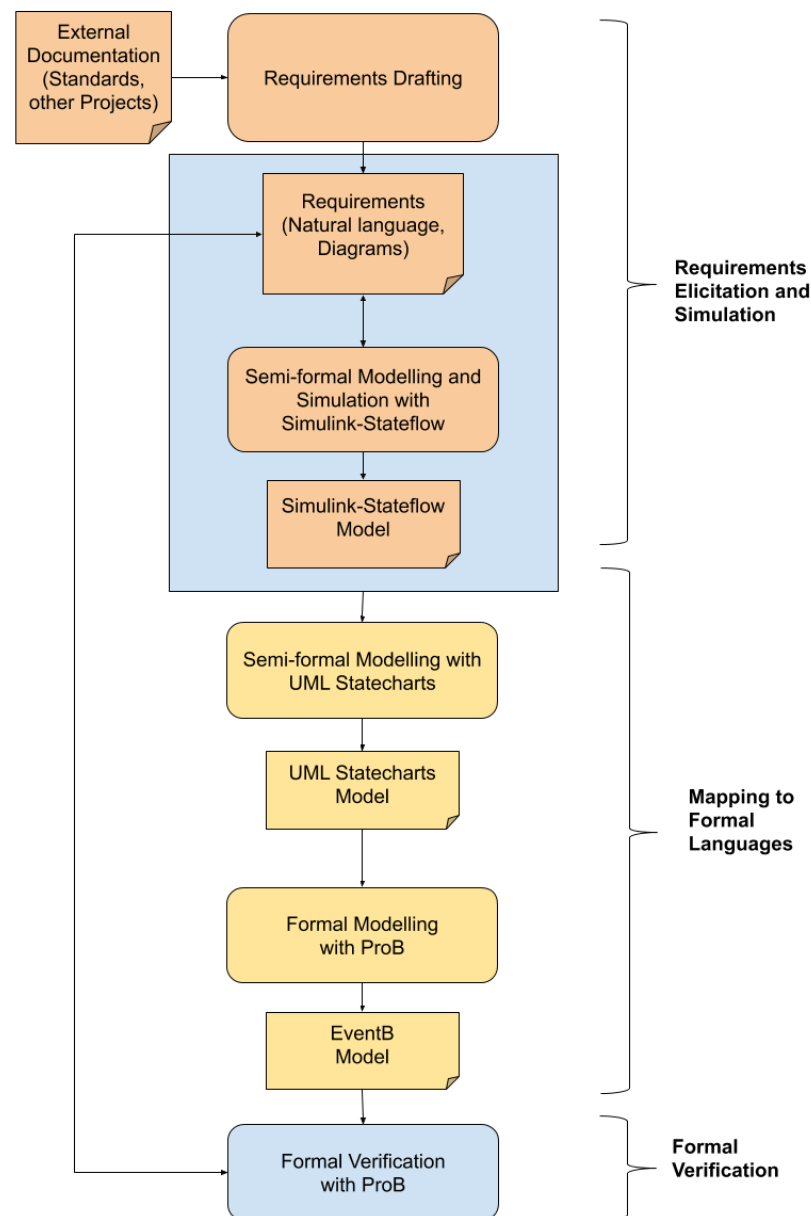 External
Documentation
(Standards,
other Projects)
Requirements Drafting
Requirements
(Natural language,
Diagrams)
Requirements
Elicitation and
Simulation
Semi-formal Modelling and
Simulation with
Simulink-Stateflow
Simulink-Stateflow
Model
Semi-formal Modelling with
UML Statecharts
UML Statecharts
Model
Mapping to
Formal
Languages
Formal Modelling
with ProB
EventB
Model
Formal Verification
with ProB
Formal
Verification